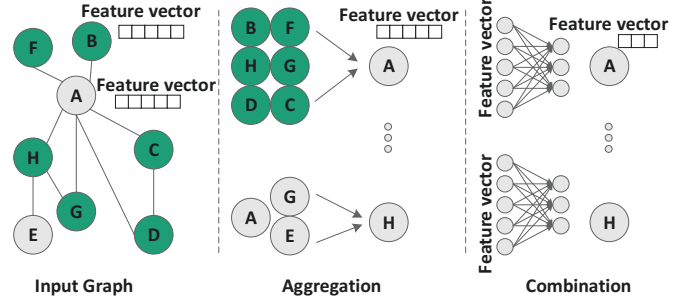 Feature vector
B
F
Feature vector
A
H
C
G
E
D
Input Graph
Feature vector
B F
H G
D C
A
G
A
E
H
Aggregation
Feature vector
Feature vector
A
Feature vector
H
Combination